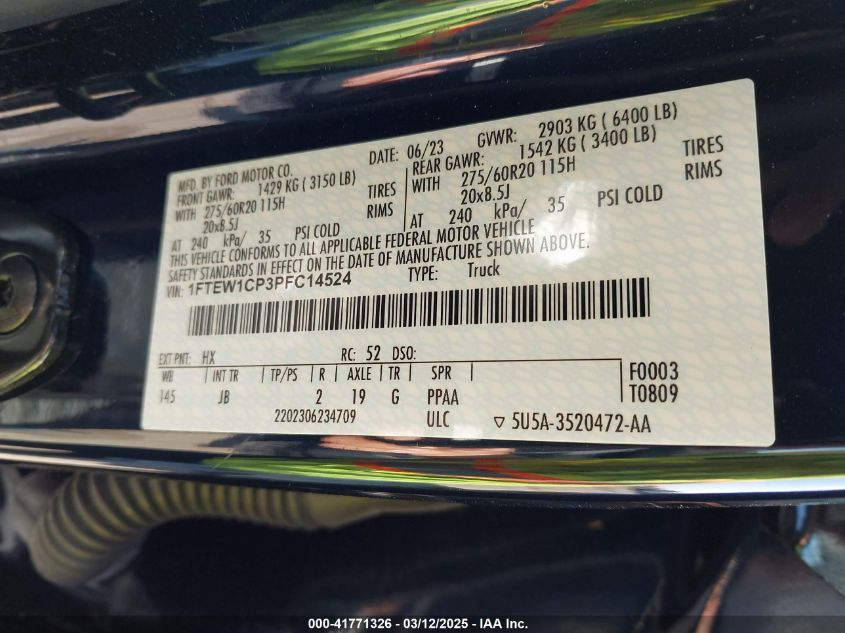 MFD. BY FORD MOTOR CO.
FRONT GAWR: 1429 KG ( 3150 LB)
WITH 275/60R20 115H TIRES
20x8.5J RIMS
AT 240 kPa/ 35 PSI COLD
DATE: 06/23 GVWR: 2903 KG ( 6400 LB)
REAR GAWR: 1542 KG ( 3400 LB)
WITH 275/60R20 115H TIRES
20x8.5J RIMS
AT 240 kPa/ 35 PSI COLD
THIS VEHICLE CONFORMS TO ALL APPLICABLE FEDERAL MOTOR VEHICLE
SAFETY STANDARDS IN EFFECT ON THE DATE OF MANUFACTURE SHOWN ABOVE.
VIN: 1FTEW1CP3PFC14524 TYPE: Truck
EXT PNT: HX RC: 52 DSO:
WB INT TR TP/PS R AXLE TR SPR F0003
145 JB 2 19 G PPAA T0809
2202306234709 ULC ▽ 5U5A-3520472-AA
000-41771326 - 03/12/2025 - IAA Inc.